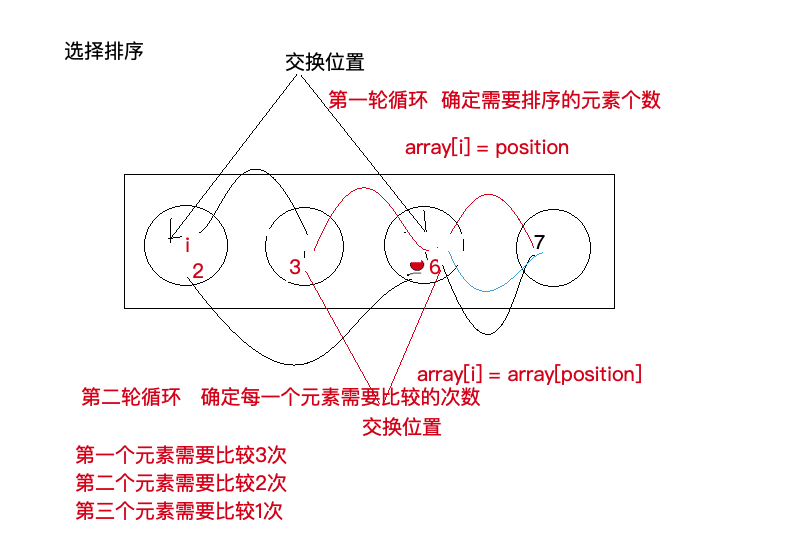 选择排序
交换位置
第一轮循环 确定需要排序的元素个数
array[i] = position
i
2
3
6
7
array[i] = array[position]
第二轮循环 确定每一个元素需要比较的次数
交换位置
第一个元素需要比较3次
第二个元素需要比较2次
第三个元素需要比较1次